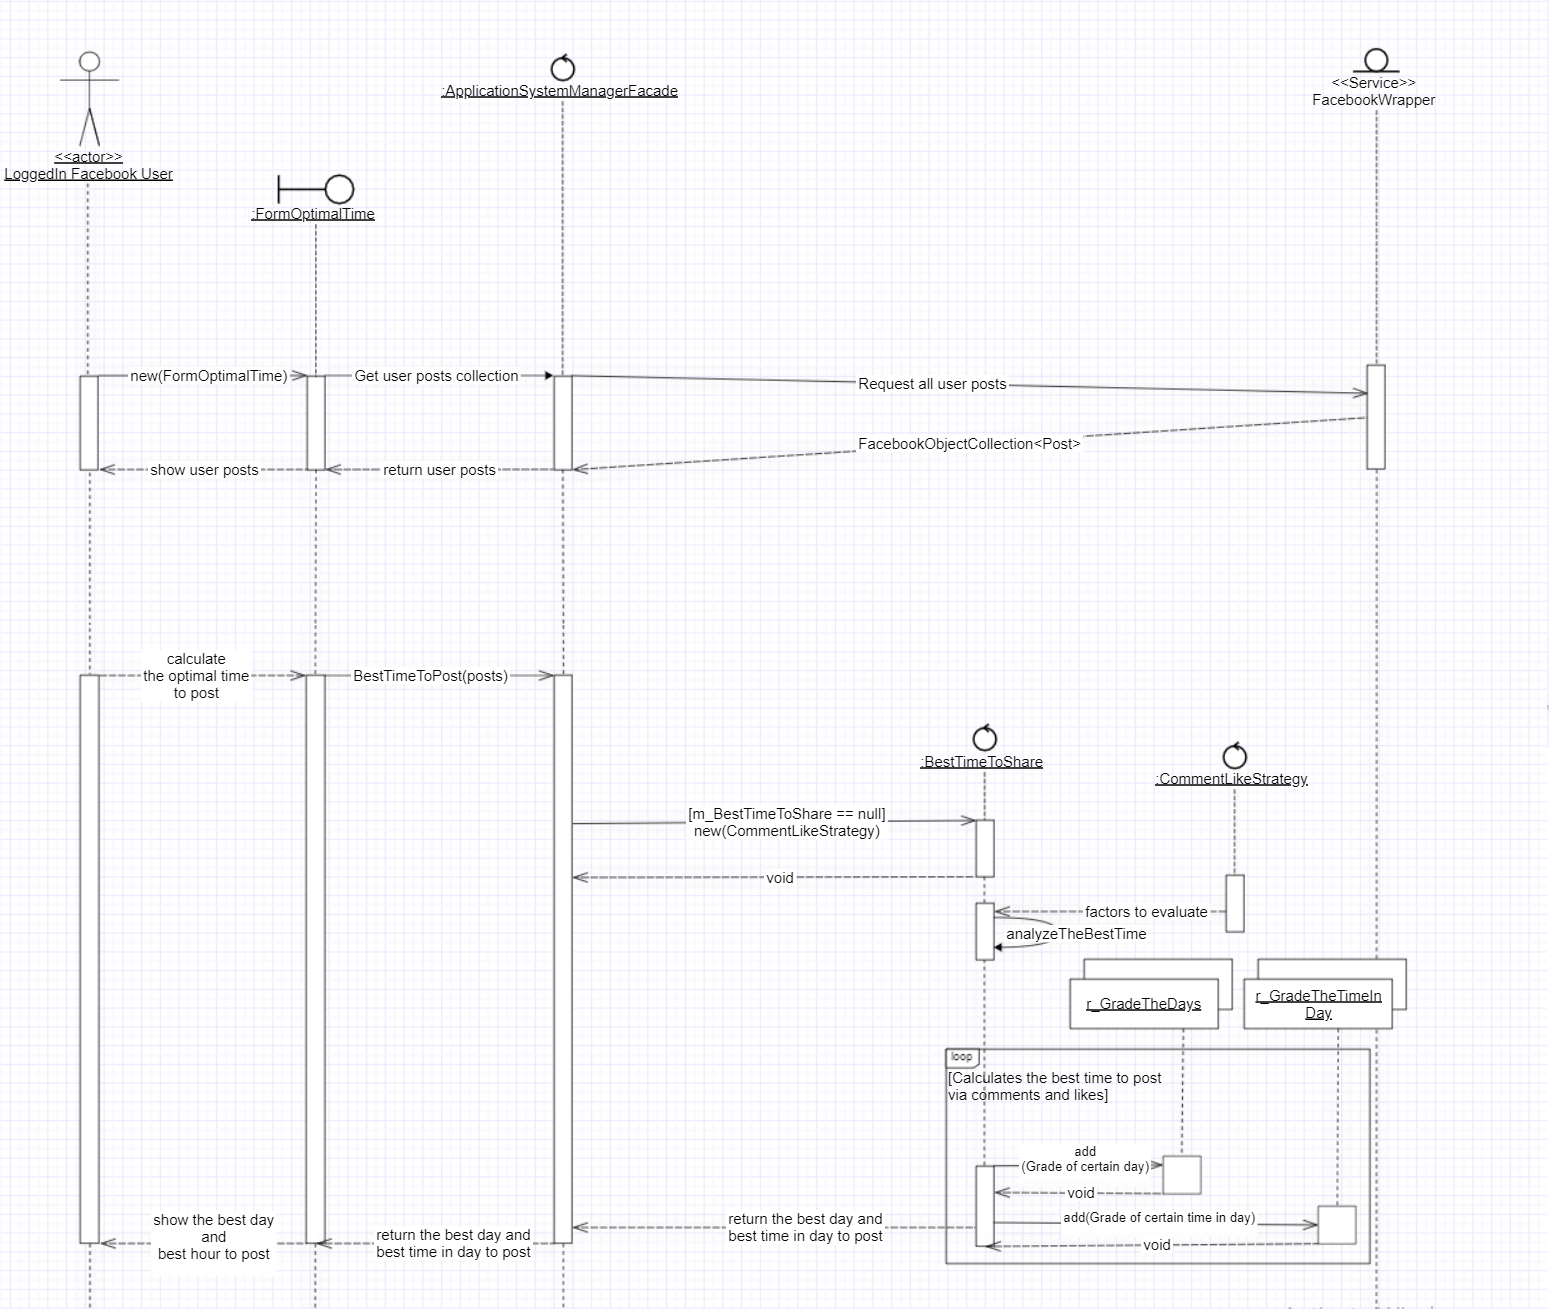 :ApplicationSystemManagerFacade
<<Service>>
FacebookWrapper
<<actor>>
LoggedIn Facebook User
:FormOptimalTime
new(FormOptimalTime)
Get user posts collection
Request all user posts
FacebookObjectCollection<Post>
show user posts
return user posts
calculate
the optimal time
to post
BestTimeToPost(posts)
:BestTimeToShare
:CommentLikeStrategy
[m_BestTimeToShare == null]
new(CommentLikeStrategy)
void
factors to evaluate
analyzeTheBestTime
r_GradeTheDays
r_GradeTheTimeIn
Day
loop
[Calculates the best time to post
via comments and likes]
add
(Grade of certain day)
void
add(Grade of certain time in day)
void
return the best day and
best time in day to post
return the best day and
best time in day to post
show the best day
and
best hour to post